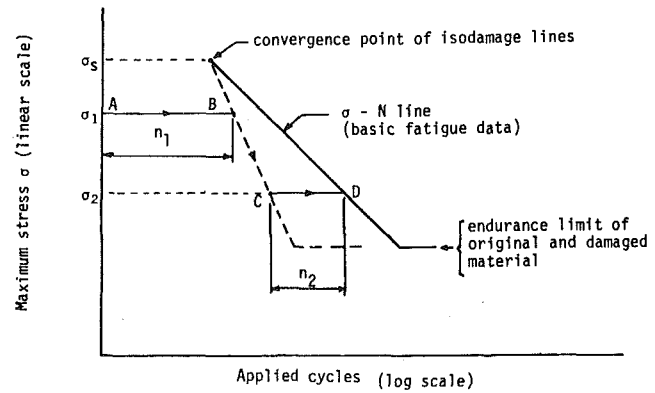 convergence point of isodamage lines
σs
σ1
A
B
n1
σ - N line
(basic fatigue data)
σ2
C
D
n2
endurance limit of
original and damaged
material
Maximum stress σ (linear scale)
Applied cycles (log scale)